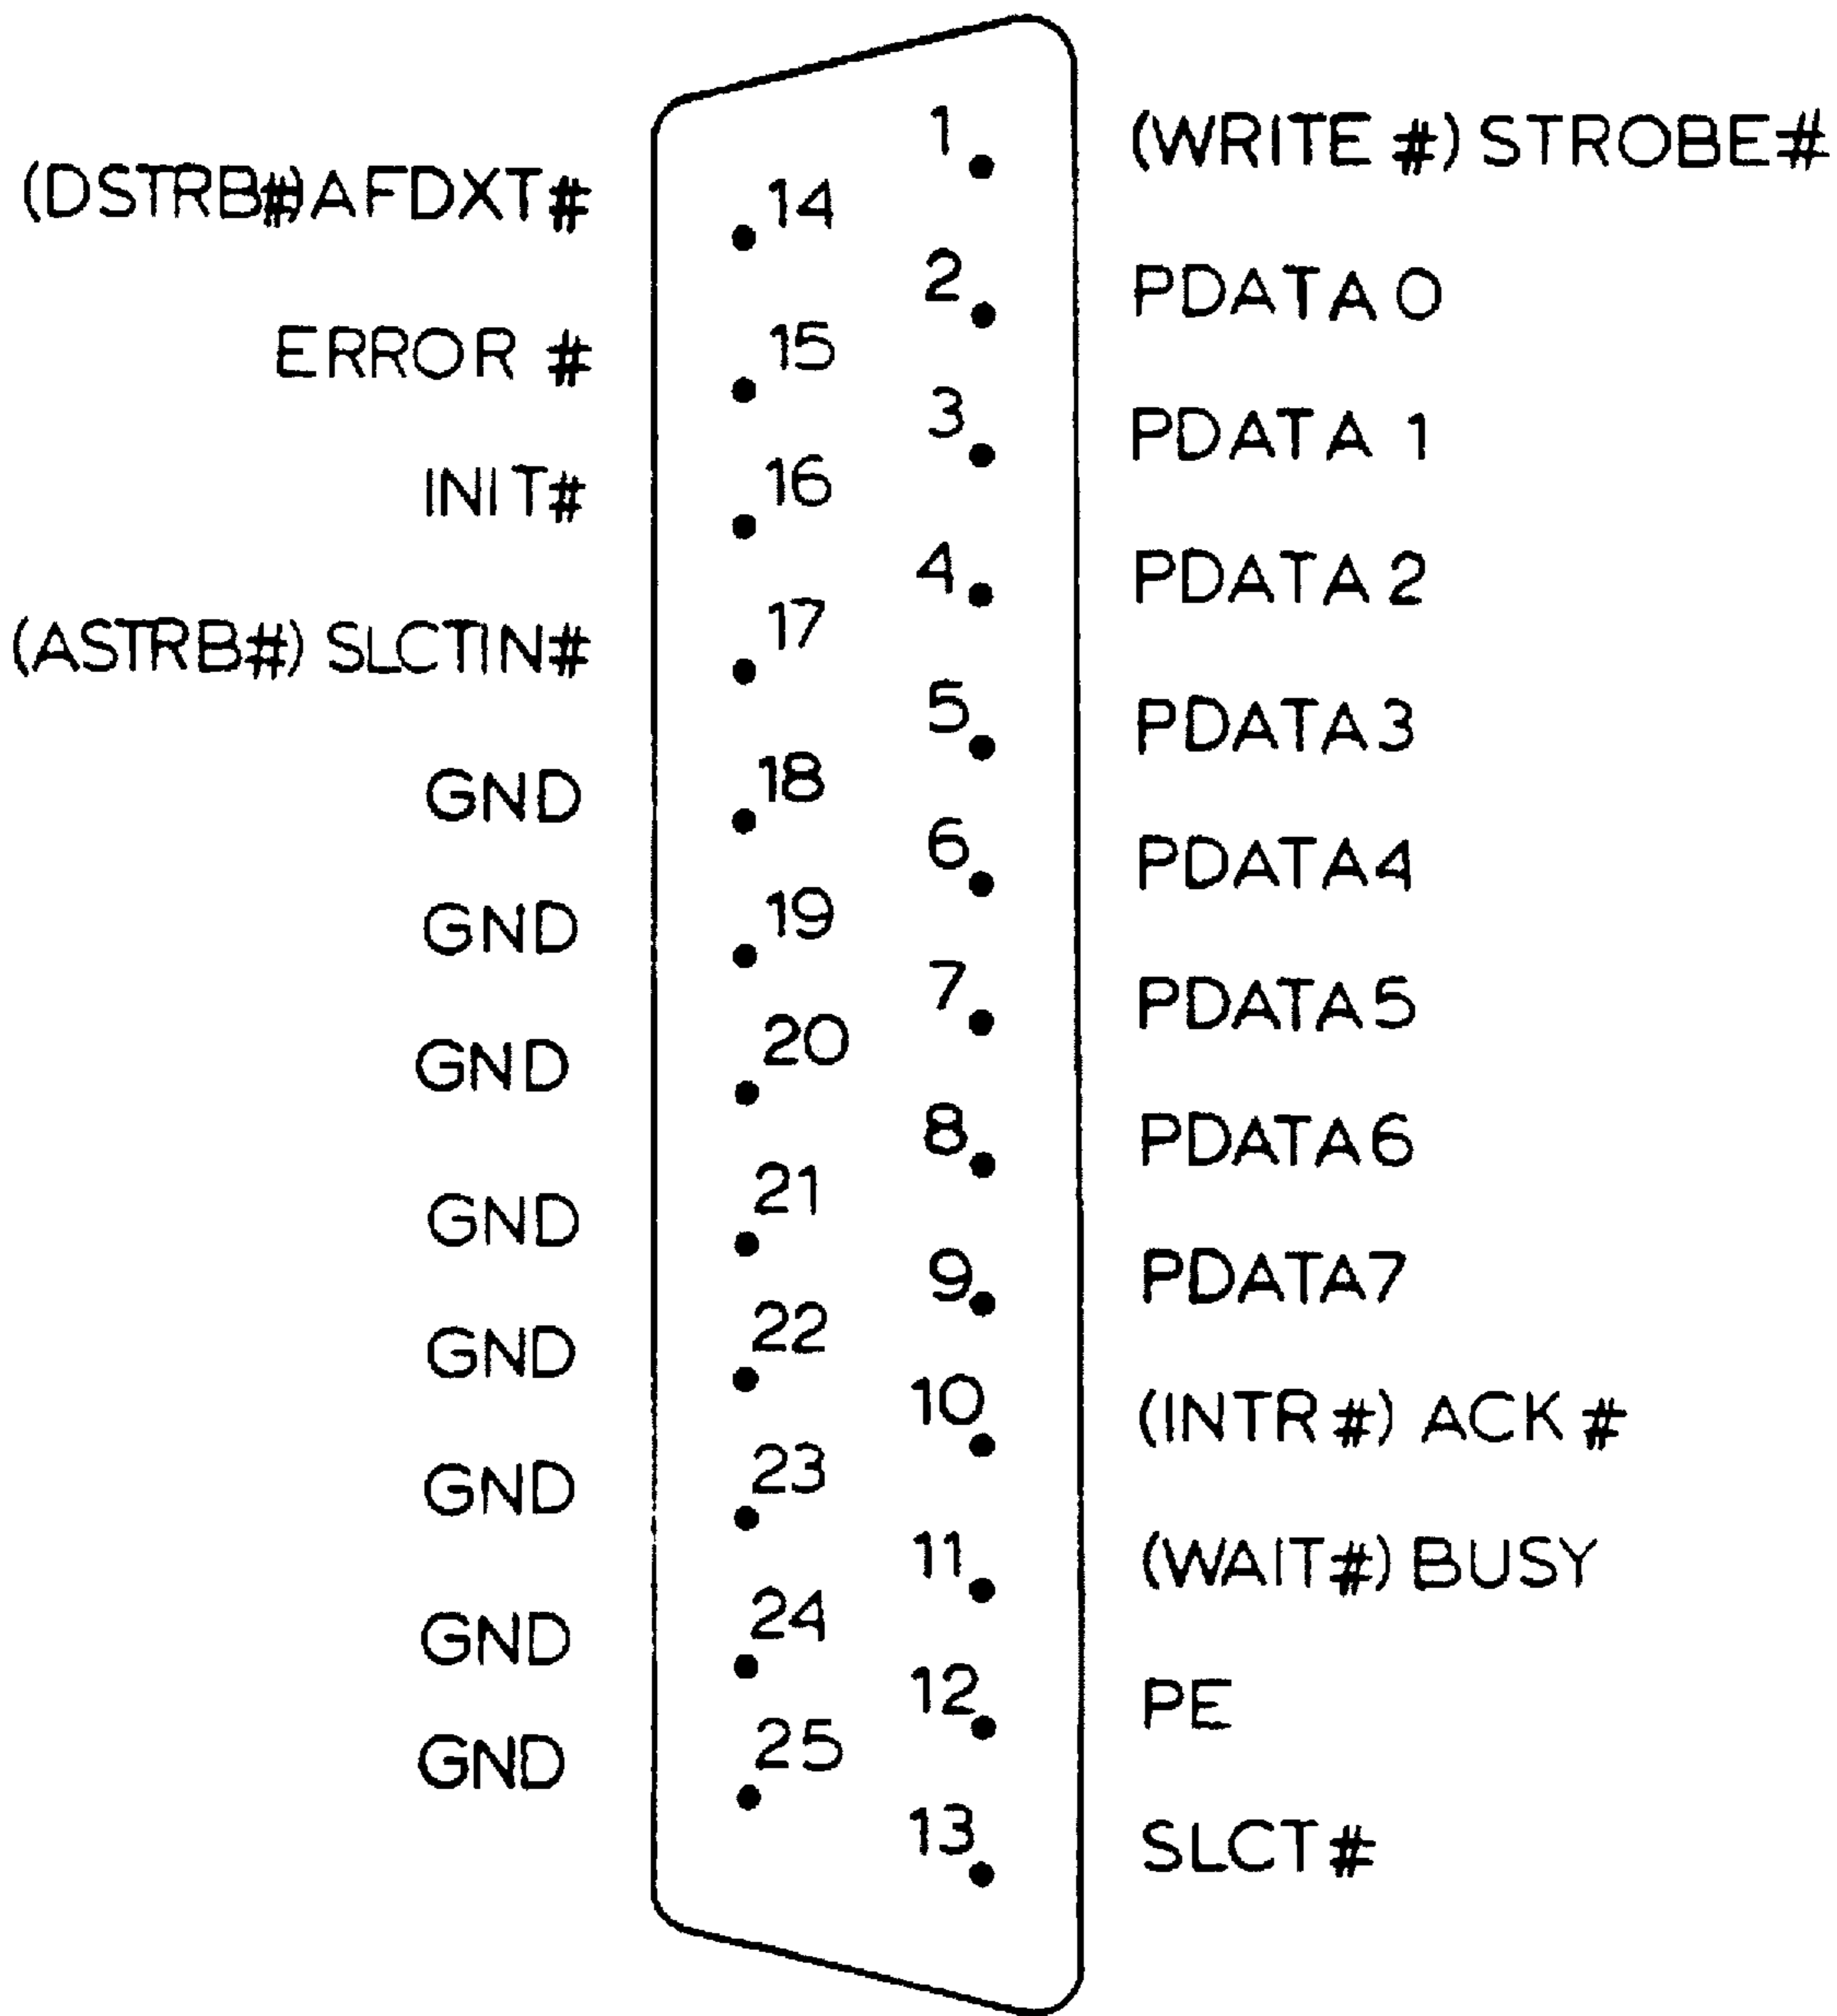 1 (WRITE #) STROBE#
(DSTRB#)AFDXT# 14
2 PDATA 0
ERROR # 15
3 PDATA 1
INIT# 16
4 PDATA 2
(ASTRB#) SLCTIN# 17
5 PDATA3
GND 18
6 PDATA4
GND 19
7 PDATA5
GND 20
8 PDATA6
GND 21
9 PDATA7
GND 22
10 (INTR #) ACK #
GND 23
11 (WAIT#) BUSY
GND 24
12 PE
GND 25
13 SLCT #